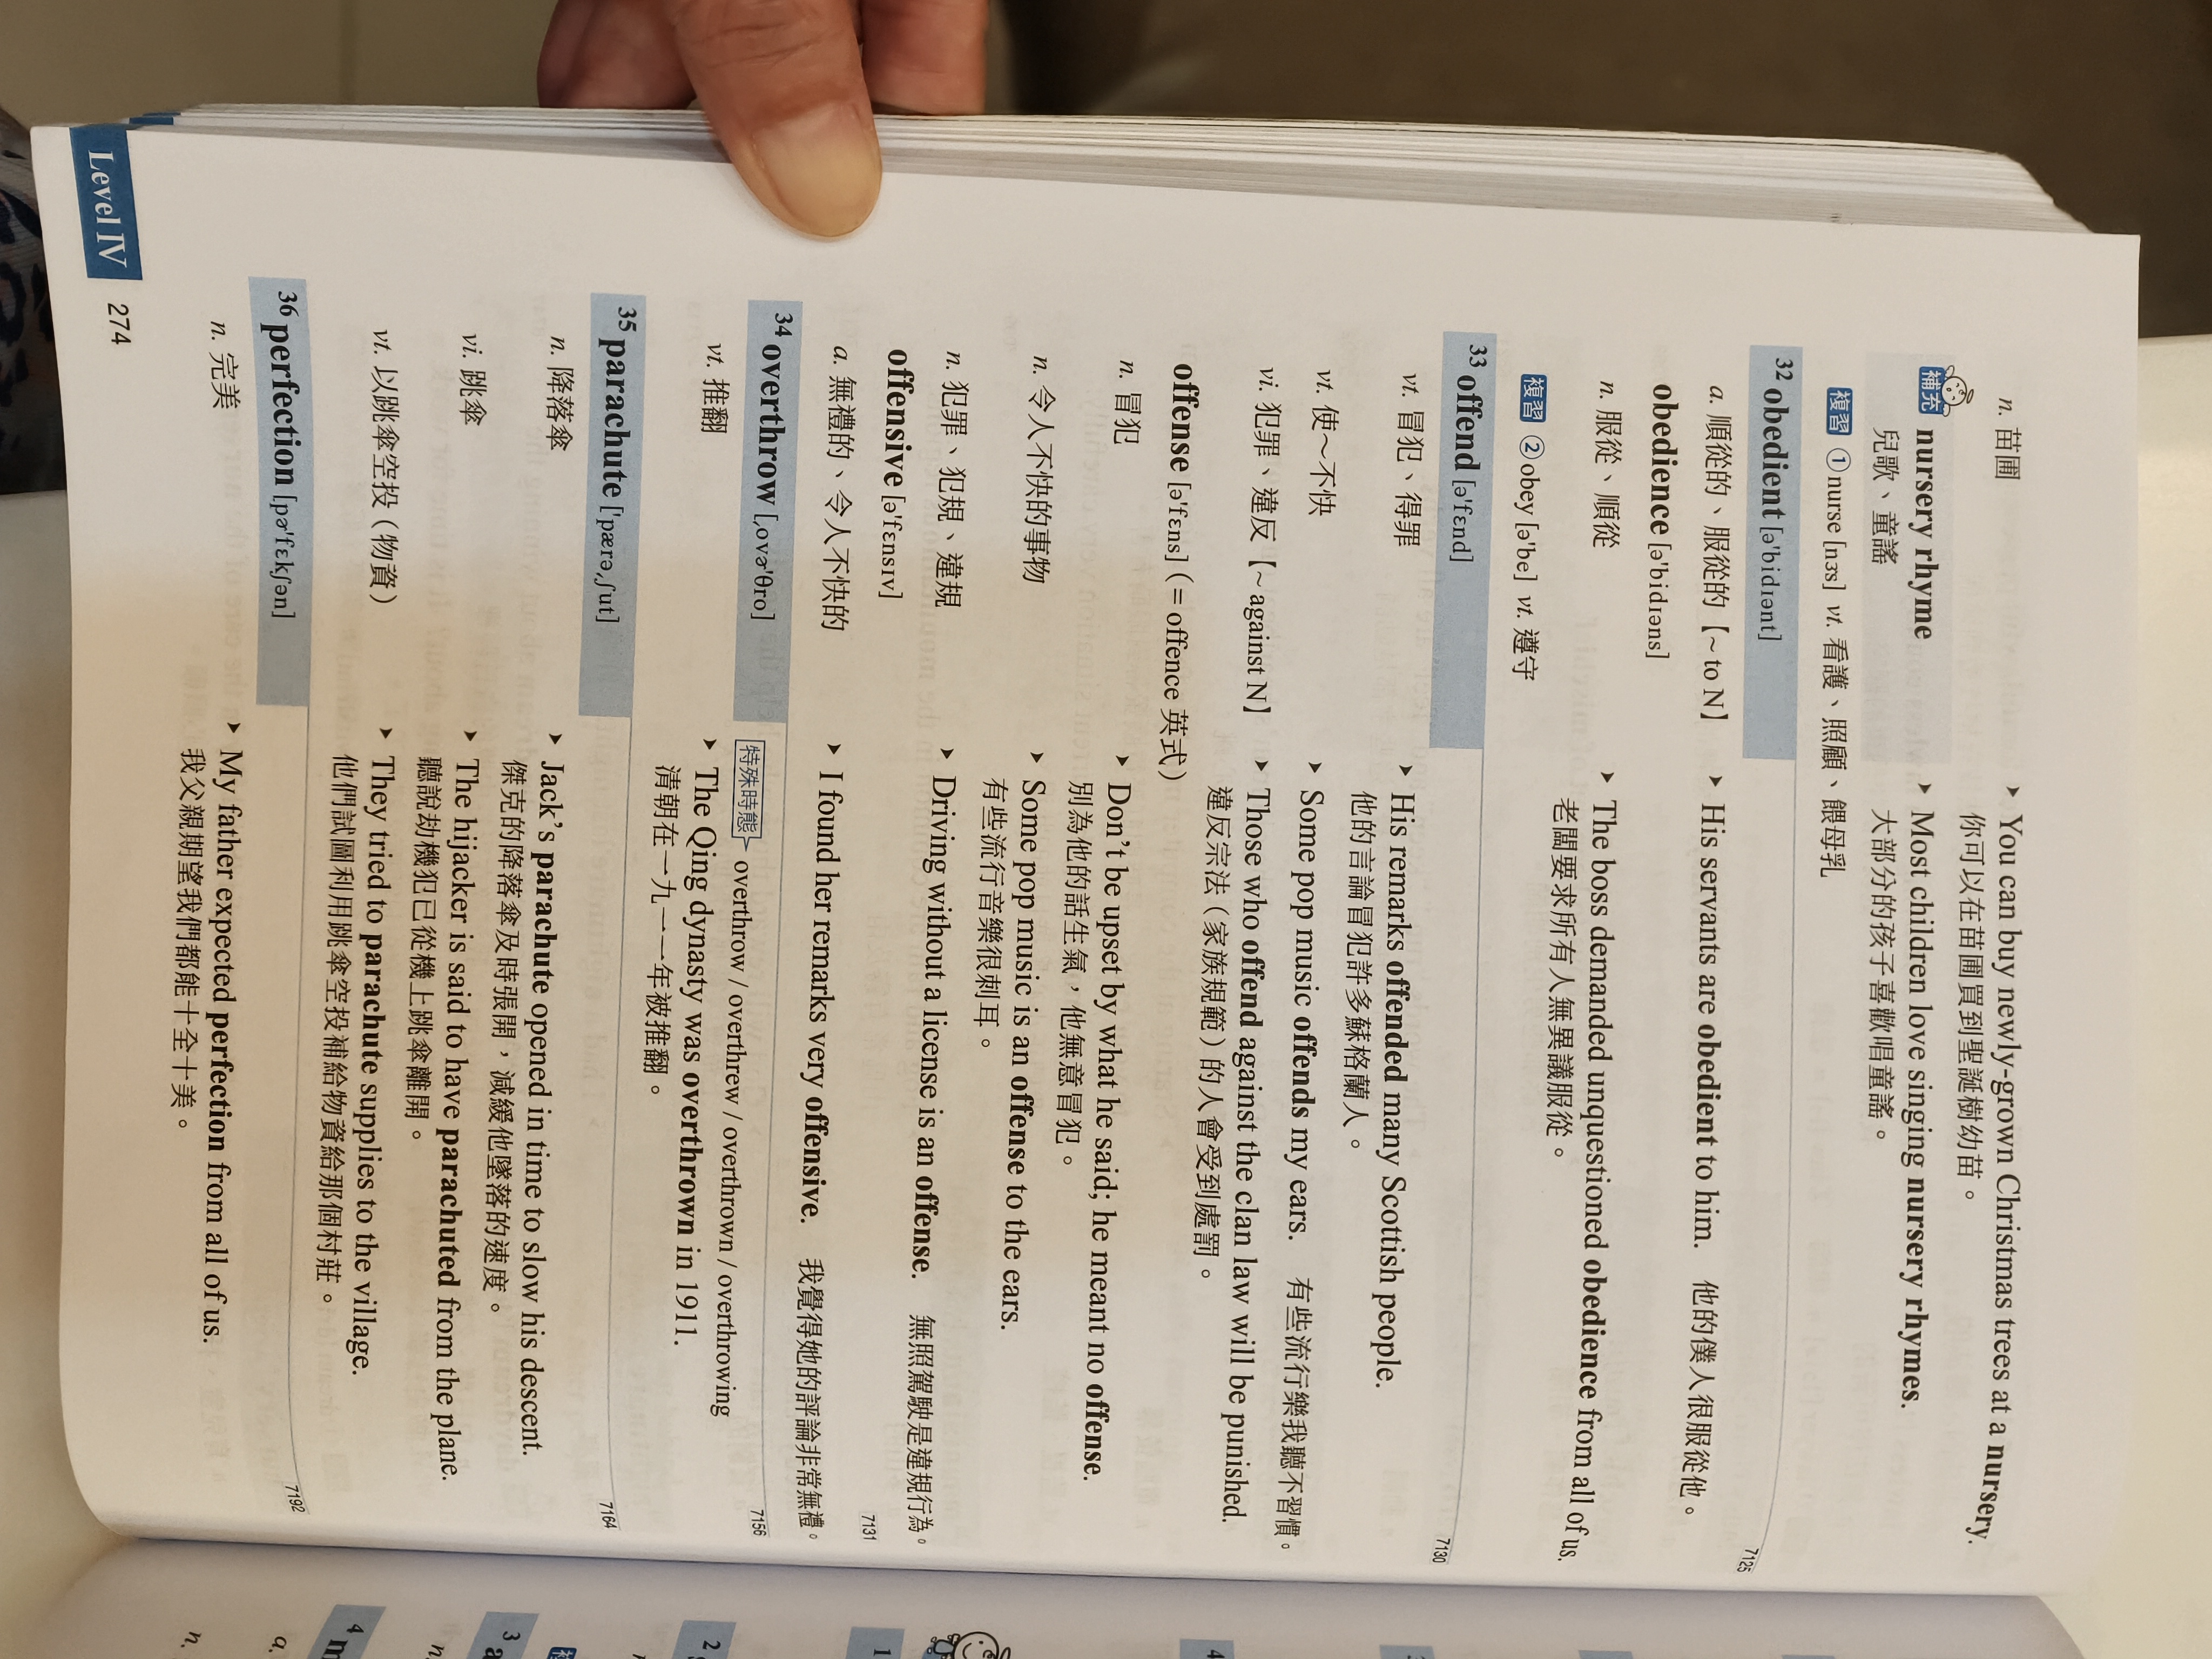 n. 苗圃
➤ You can buy newly-grown Christmas trees at a nursery.
你可以在苗圃買到聖誕樹幼苗。
補充 nursery rhyme
兒歌、童謠
➤ Most children love singing nursery rhymes.
大部分的孩子喜歡唱童謠。
複習 ① nurse [nɝs] vt. 看護、照顧、餵母乳
7125
32 obedient [ə'bidɪənt]
a. 順從的、服從的【~ to N】
➤ His servants are obedient to him. 他的僕人很服從他。
obedience [ə'bidɪəns]
n. 服從、順從
➤ The boss demanded unquestioned obedience from all of us.
老闆要求所有人無異議服從。
複習 ② obey [ə'be] vt. 遵守
7130
33 offend [ə'fɛnd]
vt. 冒犯、得罪
➤ His remarks offended many Scottish people.
他的言論冒犯許多蘇格蘭人。
vt. 使～不快
➤ Some pop music offends my ears. 有些流行樂我聽不習慣。
vi. 犯罪、違反【~ against N】
➤ Those who offend against the clan law will be punished.
違反宗法（家族規範）的人會受到處罰。
offense [ə'fɛns] (= offence 英式)
n. 冒犯
➤ Don't be upset by what he said; he meant no offense.
別為他的話生氣，他無意冒犯。
n. 令人不快的事物
➤ Some pop music is an offense to the ears.
有些流行音樂很刺耳。
n. 犯罪、犯規、違規
➤ Driving without a license is an offense. 無照駕駛是違規行為。
offensive [ə'fɛnsɪv]
7131
a. 無禮的、令人不快的
➤ I found her remarks very offensive. 我覺得她的評論非常無禮。
7156
34 overthrow [ˌovɚ'θro]
特殊時態 overthrow / overthrew / overthrown / overthrowing
vt. 推翻
➤ The Qing dynasty was overthrown in 1911.
清朝在一九一一年被推翻。
7164
35 parachute ['pærəˌʃut]
n. 降落傘
➤ Jack's parachute opened in time to slow his descent.
傑克的降落傘及時張開，減緩他墜落的速度。
vi. 跳傘
➤ The hijacker is said to have parachuted from the plane.
聽說劫機犯已從機上跳傘離開。
vt. 以跳傘空投（物資）
➤ They tried to parachute supplies to the village.
他們試圖利用跳傘空投補給物資給那個村莊。
7192
36 perfection [pɚ'fɛkʃən]
n. 完美
➤ My father expected perfection from all of us.
我父親期望我們都能十全十美。
Level IV 274
4
1
2
3
4
n.
a.
n.